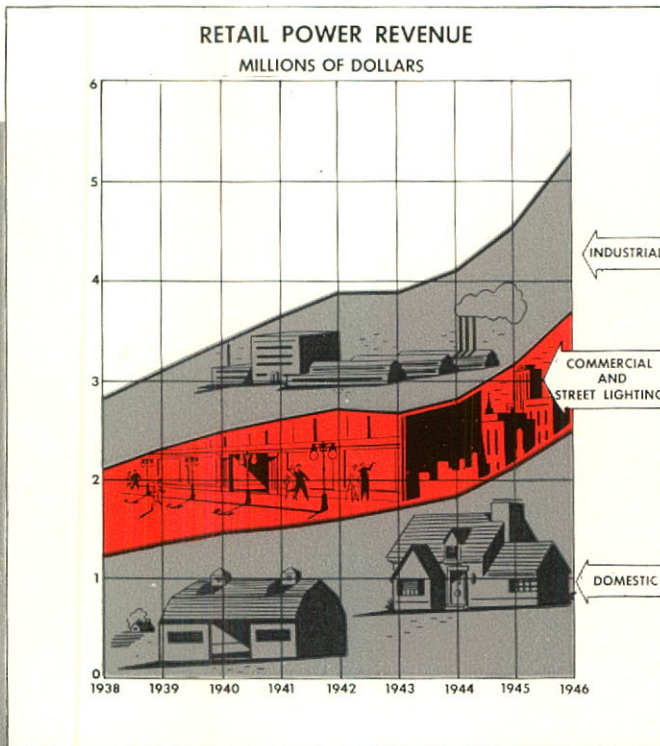 RETAIL POWER REVENUE
MILLIONS OF DOLLARS
6
5
4
3
2
1
0
1938 1939 1940 1941 1942 1943 1944 1945 1946
INDUSTRIAL
COMMERCIAL
AND
STREET LIGHTING
DOMESTIC